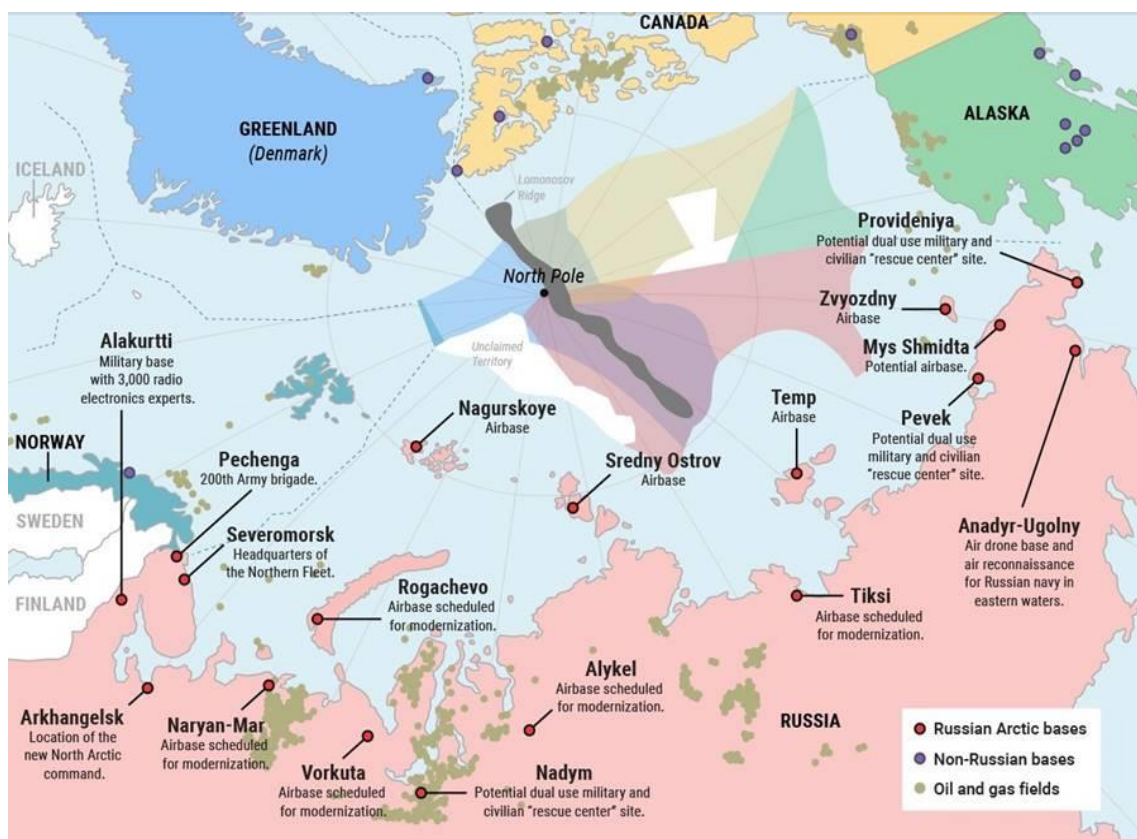 CANADA
GREENLAND
(Denmark)
ALASKA
ICELAND
Lomonosov
Ridge
North Pole
Provideniya
Potential dual use military and
civilian "rescue center" site.
Zvyozdny
Airbase
Unclaimed
Territory
Alakurtti
Military base
with 3,000 radio
electronics experts.
Mys Shmidta
Potential airbase.
Nagurskoye
Airbase
Temp
Airbase
Pevek
Potential dual use
military and civilian
"rescue center" site.
NORWAY
Pechenga
200th Army brigade.
Sredny Ostrov
Airbase
SWEDEN
Severomorsk
Headquarters of
the Northern Fleet.
Anadyr-Ugolny
Air drone base and
air reconnaissance
for Russian navy in
eastern waters.
FINLAND
Rogachevo
Airbase scheduled
for modernization.
Tiksi
Airbase scheduled
for modernization.
Alykel
Airbase scheduled
for modernization.
Arkhangelsk
Location of the
new North Arctic
command.
Naryan-Mar
Airbase scheduled
for modernization.
RUSSIA
Vorkuta
Airbase scheduled
for modernization.
Nadym
Potential dual use military and
civilian "rescue center" site.
Russian Arctic bases
Non-Russian bases
Oil and gas fields